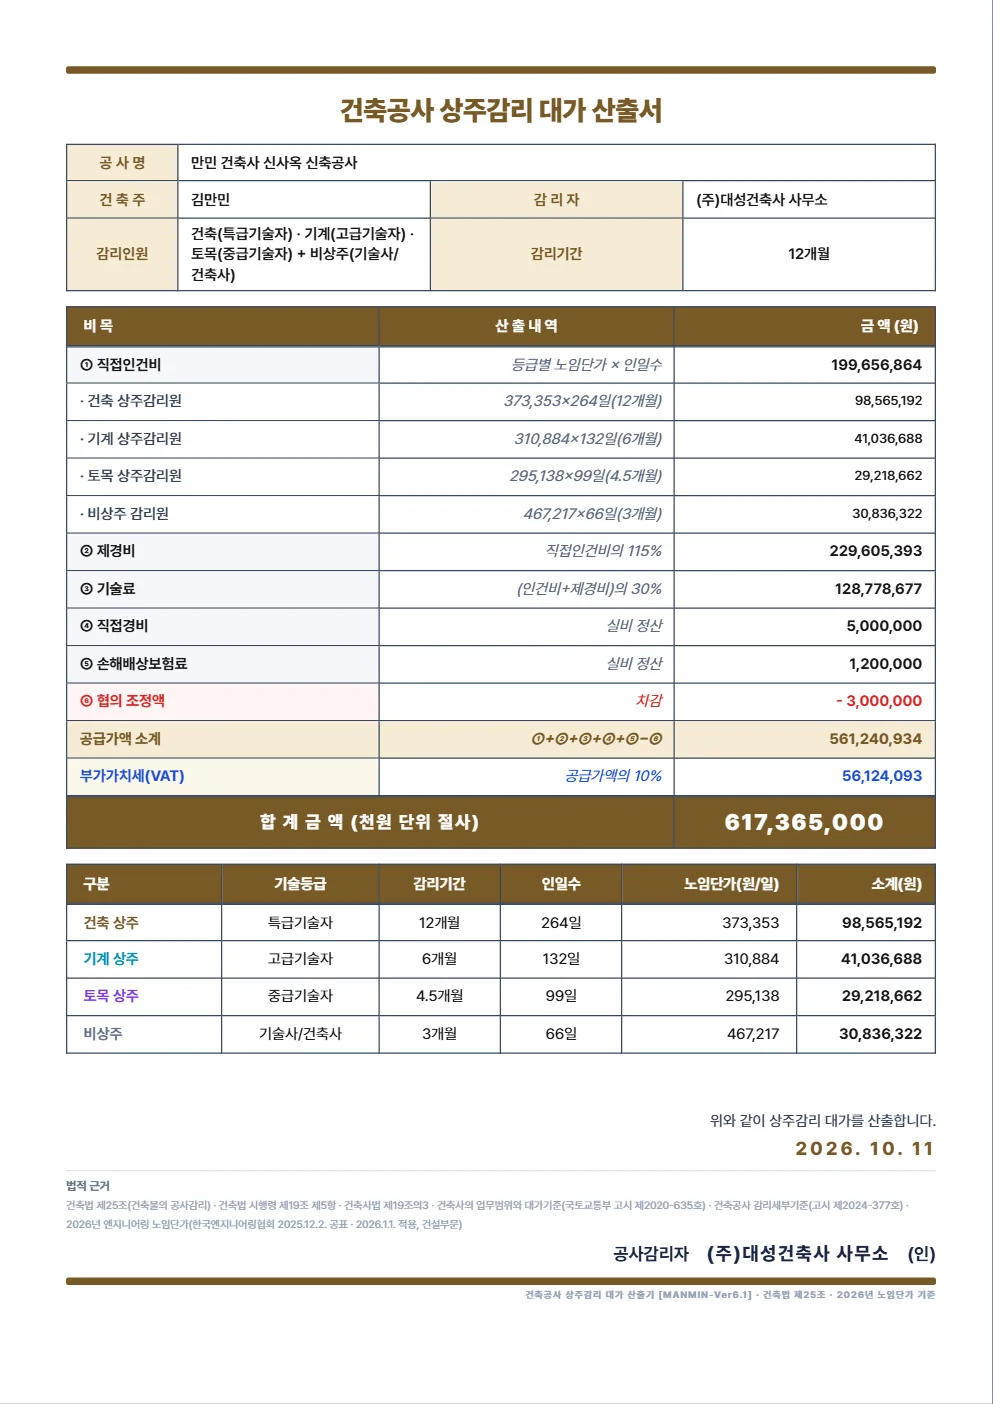 건축공사 상주감리 대가 산출서
공 사 명 만민 건축사 신사옥 신축공사
건 축 주 김만민 감 리 자 (주)대성건축사 사무소
감리인원 건축(특급기술자) · 기계(고급기술자) ·
토목(중급기술자) + 비상주(기술사/
건축사)
감리기간 12개월
비 목 산 출 내 역 금 액 (원)
① 직접인건비 등급별 노임단가 × 인일수 199,656,864
· 건축 상주감리원 373,353×264일(12개월) 98,565,192
· 기계 상주감리원 310,884×132일(6개월) 41,036,688
· 토목 상주감리원 295,138×99일(4.5개월) 29,218,662
· 비상주 감리원 467,217×66일(3개월) 30,836,322
② 제경비 직접인건비의 115% 229,605,393
③ 기술료 (인건비+제경비)의 30% 128,778,677
④ 직접경비 실비 정산 5,000,000
⑤ 손해배상보험료 실비 정산 1,200,000
⑥ 협의 조정액 차감 - 3,000,000
공급가액 소계 ①+②+③+④+⑤−⑥ 561,240,934
부가가치세(VAT) 공급가액의 10% 56,124,093
합 계 금 액 (천원 단위 절사) 617,365,000
구분 기술등급 감리기간 인일수 노임단가(원/일) 소계(원)
건축 상주 특급기술자 12개월 264일 373,353 98,565,192
기계 상주 고급기술자 6개월 132일 310,884 41,036,688
토목 상주 중급기술자 4.5개월 99일 295,138 29,218,662
비상주 기술사/건축사 3개월 66일 467,217 30,836,322
위와 같이 상주감리 대가를 산출합니다.
2026. 10. 11
법적 근거
건축법 제25조(건축물의 공사감리) · 건축법 시행령 제19조 제5항 · 건축사법 제19조의3 · 건축사의 업무범위와 대가기준(국토교통부 고시 제2020-635호) · 건축공사 감리세부기준(고시 제2024-377호) ·
2026년 엔지니어링 노임단가(한국엔지니어링협회 2025.12.2. 공표 · 2026.1.1. 적용, 건설부문)
공사감리자 (주)대성건축사 사무소 (인)
건축공사 상주감리 대가 산출기 [MANMIN-Ver6.1] · 건축법 제25조 · 2026년 노임단가 기준